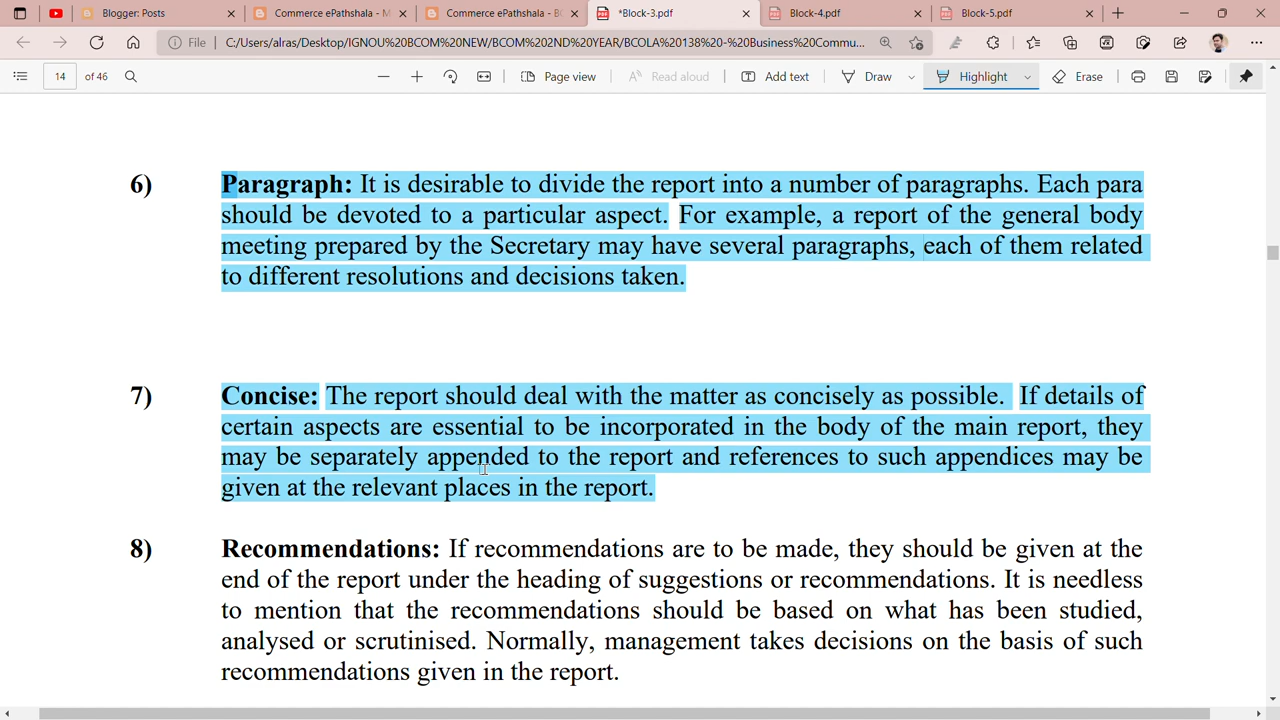 Blogger: Posts
Commerce ePathshala - M
Commerce ePathshala - BC
*Block-3.pdf
Block-4.pdf
Block-5.pdf
File
C:/Users/alras/Desktop/IGNOU%20BCOM%20NEW/BCOM%202ND%20YEAR/BCOLA%20138%20-%20Business%20Commu...
14 of 46
Page view
Read aloud
Add text
Draw
Highlight
Erase
6) Paragraph: It is desirable to divide the report into a number of paragraphs. Each para
should be devoted to a particular aspect. For example, a report of the general body
meeting prepared by the Secretary may have several paragraphs, each of them related
to different resolutions and decisions taken.
7) Concise: The report should deal with the matter as concisely as possible. If details of
certain aspects are essential to be incorporated in the body of the main report, they
may be separately appended to the report and references to such appendices may be
given at the relevant places in the report.
8) Recommendations: If recommendations are to be made, they should be given at the
end of the report under the heading of suggestions or recommendations. It is needless
to mention that the recommendations should be based on what has been studied,
analysed or scrutinised. Normally, management takes decisions on the basis of such
recommendations given in the report.